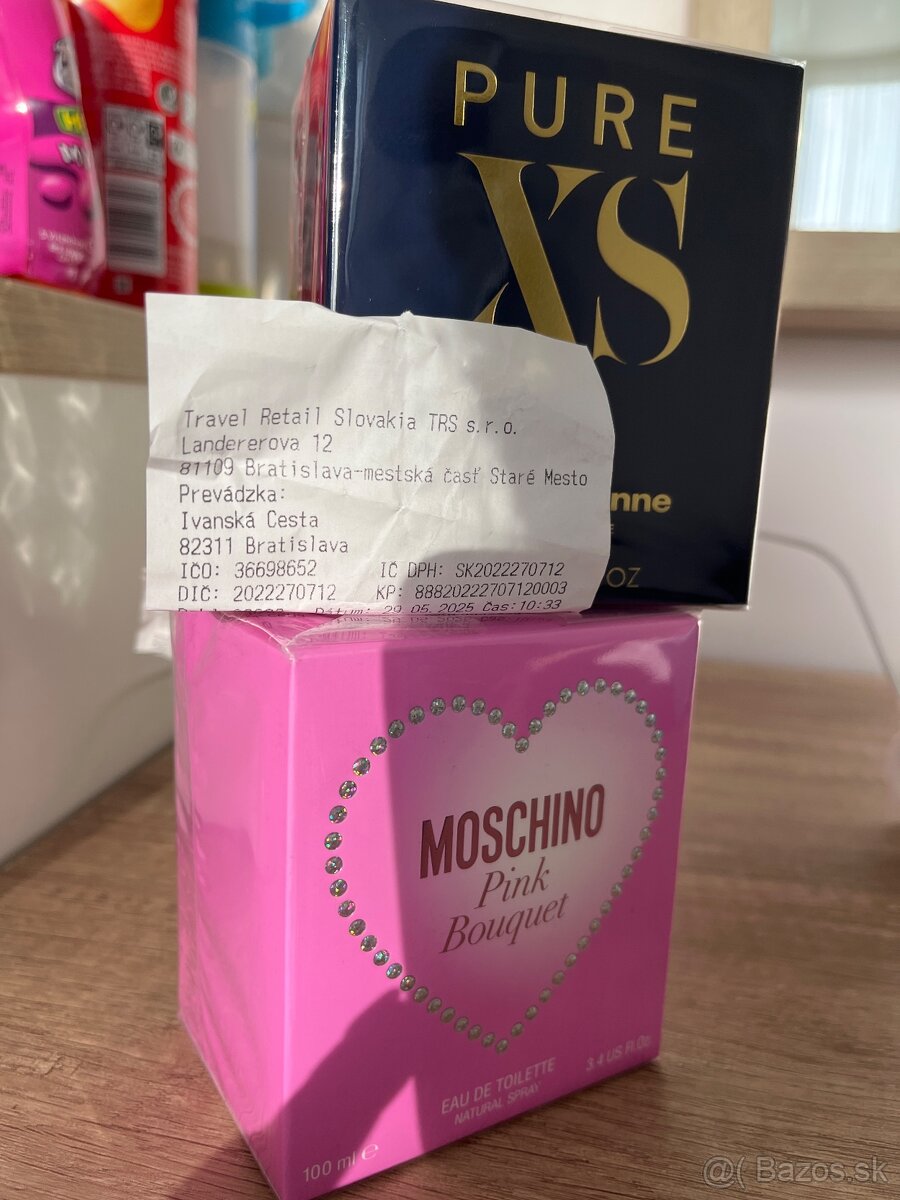 PURE
XS
nne
OZ
Travel Retail Slovakia TRS s.r.o.
Landererova 12
81109 Bratislava-mestská časť Staré Mesto
Prevádzka:
Ivanská Cesta
82311 Bratislava
IČO: 36698652 IČ DPH: SK2022270712
DIČ: 2022270712 KP: 88820222707120003
Dátum: 29.05.2025 Čas:10:33
MOSCHINO
Pink
Bouquet
EAU DE TOILETTE
NATURAL SPRAY
100 ml e
3.4 US Fl.Oz
@( Bazos.sk